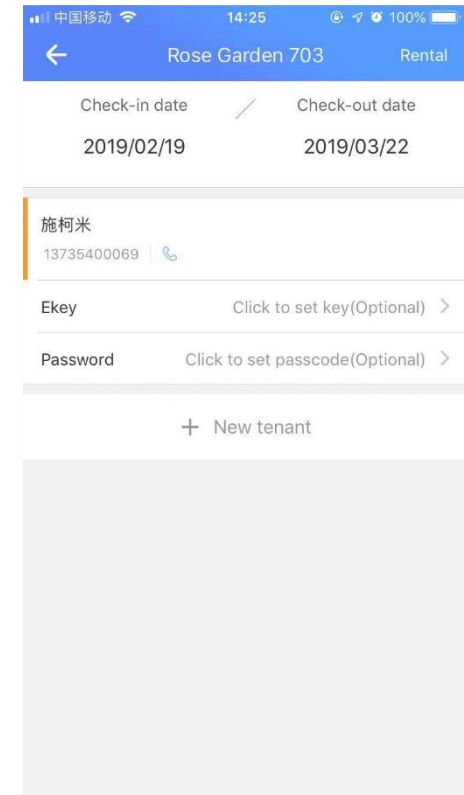 中国移动 14:25 100%
Rose Garden 703 Rental
Check-in date / Check-out date
2019/02/19 2019/03/22
施柯米
13735400069
Ekey Click to set key(Optional) >
Password Click to set passcode(Optional) >
+ New tenant